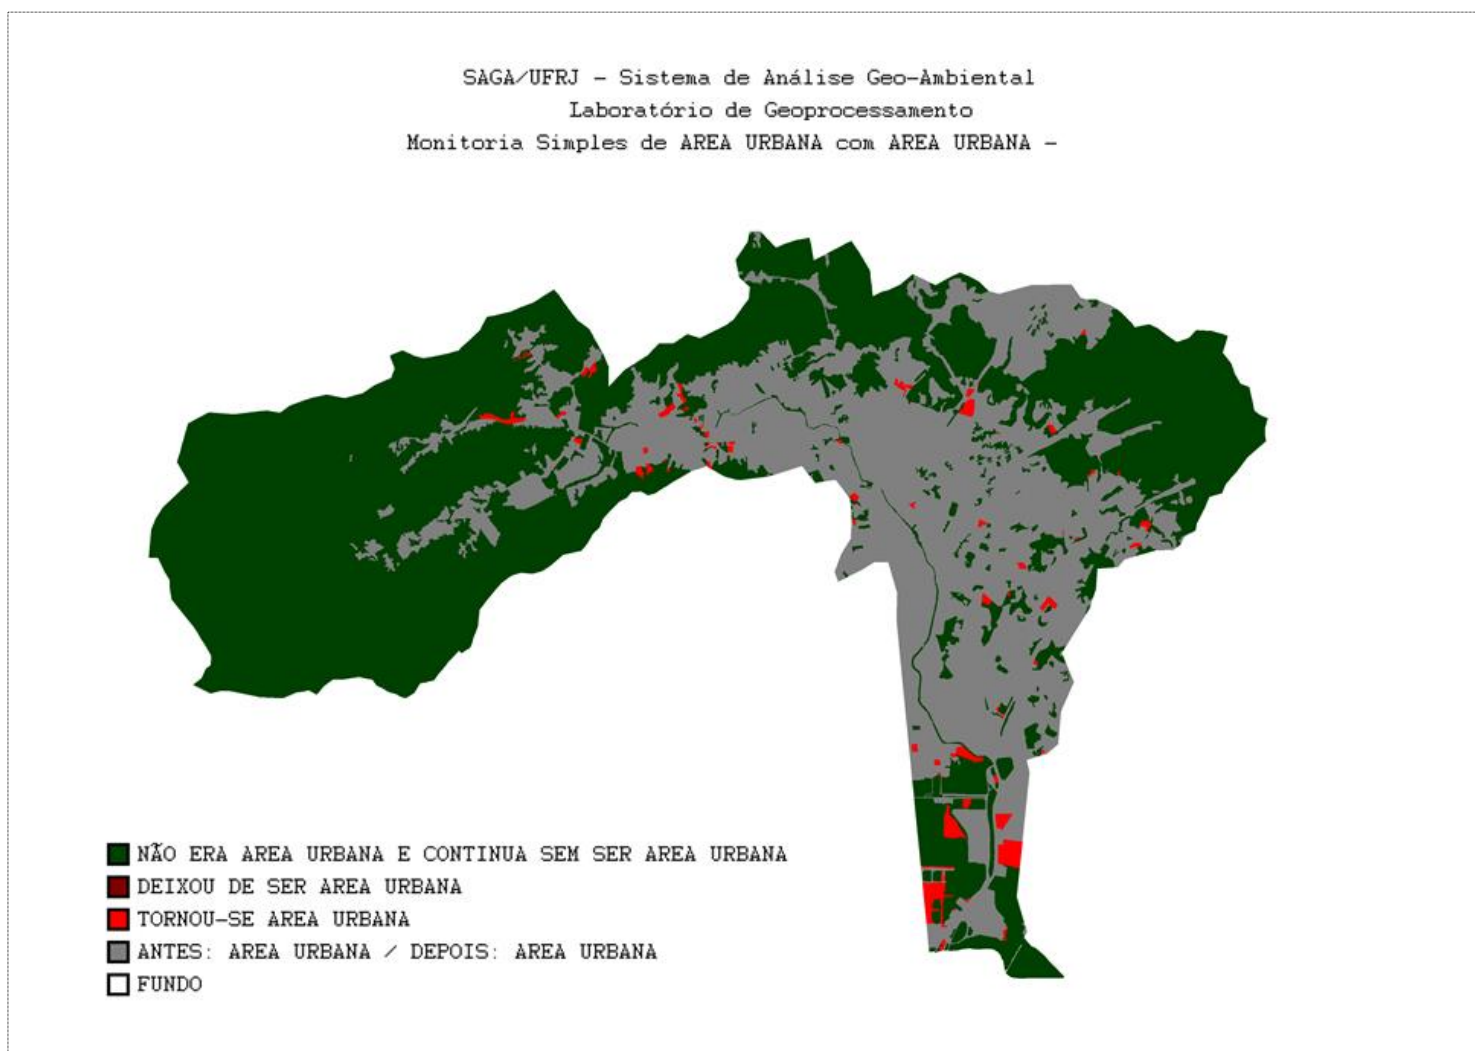 SAGA/UFRJ - Sistema de Análise Geo-Ambiental
Laboratório de Geoprocessamento
Monitoria Simples de AREA URBANA com AREA URBANA -
NÃO ERA AREA URBANA E CONTINUA SEM SER AREA URBANA
DEIXOU DE SER AREA URBANA
TORNOU-SE AREA URBANA
ANTES: AREA URBANA / DEPOIS: AREA URBANA
FUNDO